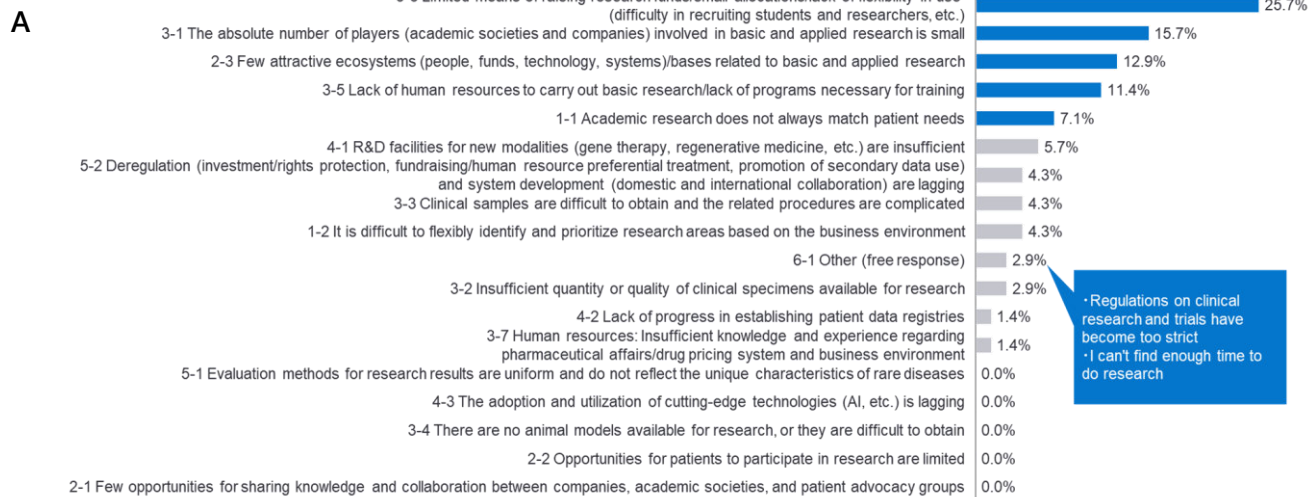 A
(difficulty in recruiting students and researchers, etc.)
25.7%
3-1 The absolute number of players (academic societies and companies) involved in basic and applied research is small
15.7%
2-3 Few attractive ecosystems (people, funds, technology, systems)/bases related to basic and applied research
12.9%
3-5 Lack of human resources to carry out basic research/lack of programs necessary for training
11.4%
1-1 Academic research does not always match patient needs
7.1%
4-1 R&D facilities for new modalities (gene therapy, regenerative medicine, etc.) are insufficient
5.7%
5-2 Deregulation (investment/rights protection, fundraising/human resource preferential treatment, promotion of secondary data use)
and system development (domestic and international collaboration) are lagging
4.3%
3-3 Clinical samples are difficult to obtain and the related procedures are complicated
4.3%
1-2 It is difficult to flexibly identify and prioritize research areas based on the business environment
4.3%
6-1 Other (free response)
2.9%
3-2 Insufficient quantity or quality of clinical specimens available for research
2.9%
4-2 Lack of progress in establishing patient data registries
1.4%
3-7 Human resources: Insufficient knowledge and experience regarding
pharmaceutical affairs/drug pricing system and business environment
1.4%
5-1 Evaluation methods for research results are uniform and do not reflect the unique characteristics of rare diseases
0.0%
4-3 The adoption and utilization of cutting-edge technologies (AI, etc.) is lagging
0.0%
3-4 There are no animal models available for research, or they are difficult to obtain
0.0%
2-2 Opportunities for patients to participate in research are limited
0.0%
2-1 Few opportunities for sharing knowledge and collaboration between companies, academic societies, and patient advocacy groups
0.0%
・Regulations on clinical
research and trials have
become too strict
・I can't find enough time to
do research